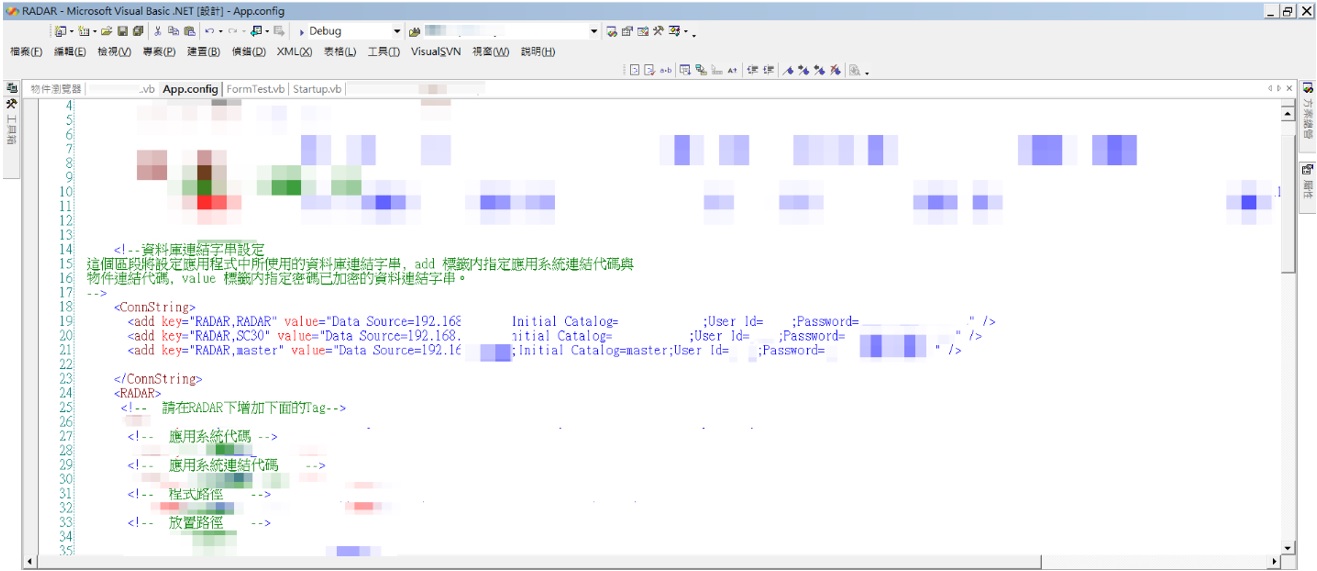 RADAR - Microsoft Visual Basic .NET [設計] - App.config
Debug
檔案(F) 編輯(E) 檢視(V) 專案(P) 建置(B) 偵錯(D) XML(X) 表格(L) 工具(T) VisualSVN 視窗(W) 說明(H)
物件瀏覽器 .vb App.config FormTest.vb Startup.vb
工具箱
方案總管
屬性
4
5
6
7
8
9
10
11
12
13
14 <!--資料庫連結字串設定
15 這個區段將設定應用程式中所使用的資料庫連結字串, add 標籤內指定應用系統連結代碼與
16 物件連結代碼, value 標籤內指定密碼已加密的資料連結字串。
17 -->
18 <ConnString>
19 <add key="RADAR,RADAR" value="Data Source=192.168 Initial Catalog= ;User Id= ;Password= " />
20 <add key="RADAR,SC30" value="Data Source=192.168. nitial Catalog= ;User Id= ;Password= " />
21 <add key="RADAR,master" value="Data Source=192.16 ;Initial Catalog=master;User Id= ;Password= " />
22
23 </ConnString>
24 <RADAR>
25 <!-- 請在RADAR下增加下面的Tag-->
26
27 <!-- 應用系統代碼 -->
28
29 <!-- 應用系統連結代碼 -->
30
31 <!-- 程式路徑 -->
32
33 <!-- 放置路徑 -->
34
35